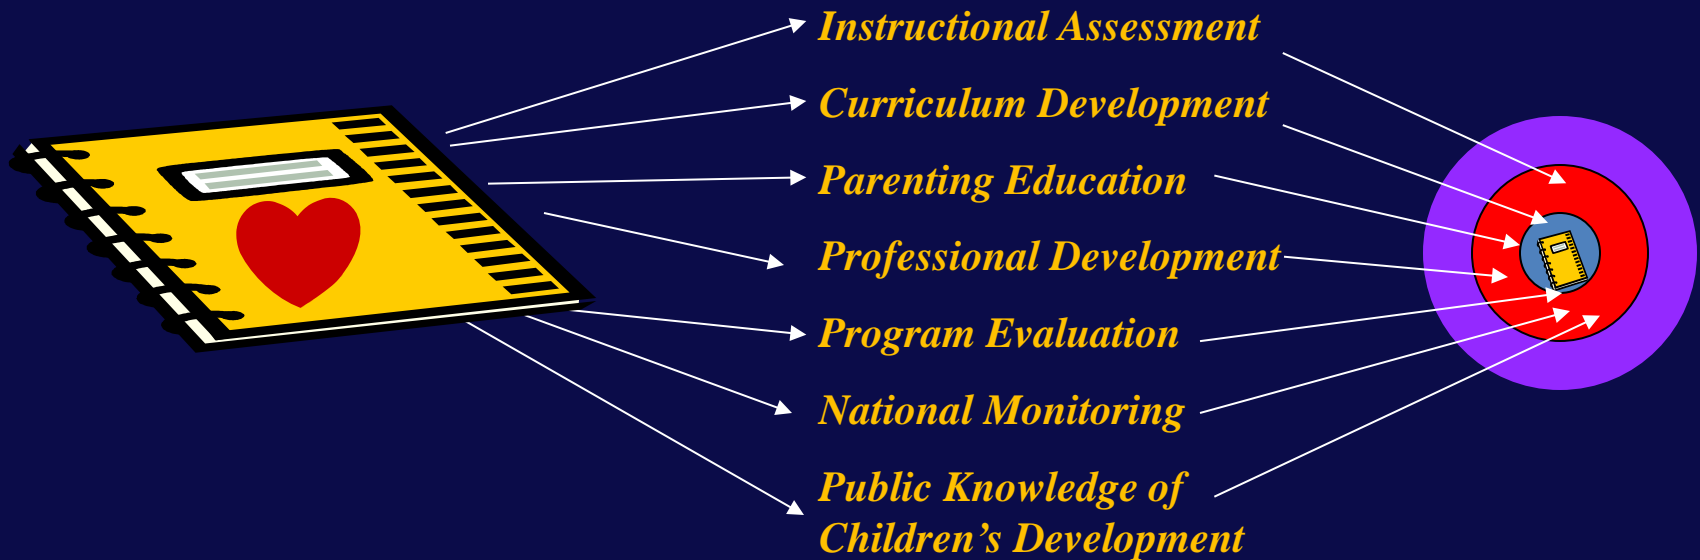 Instructional Assessment
Curriculum Development
Parenting Education
Professional Development
Program Evaluation
National Monitoring
Public Knowledge of
Children’s Development